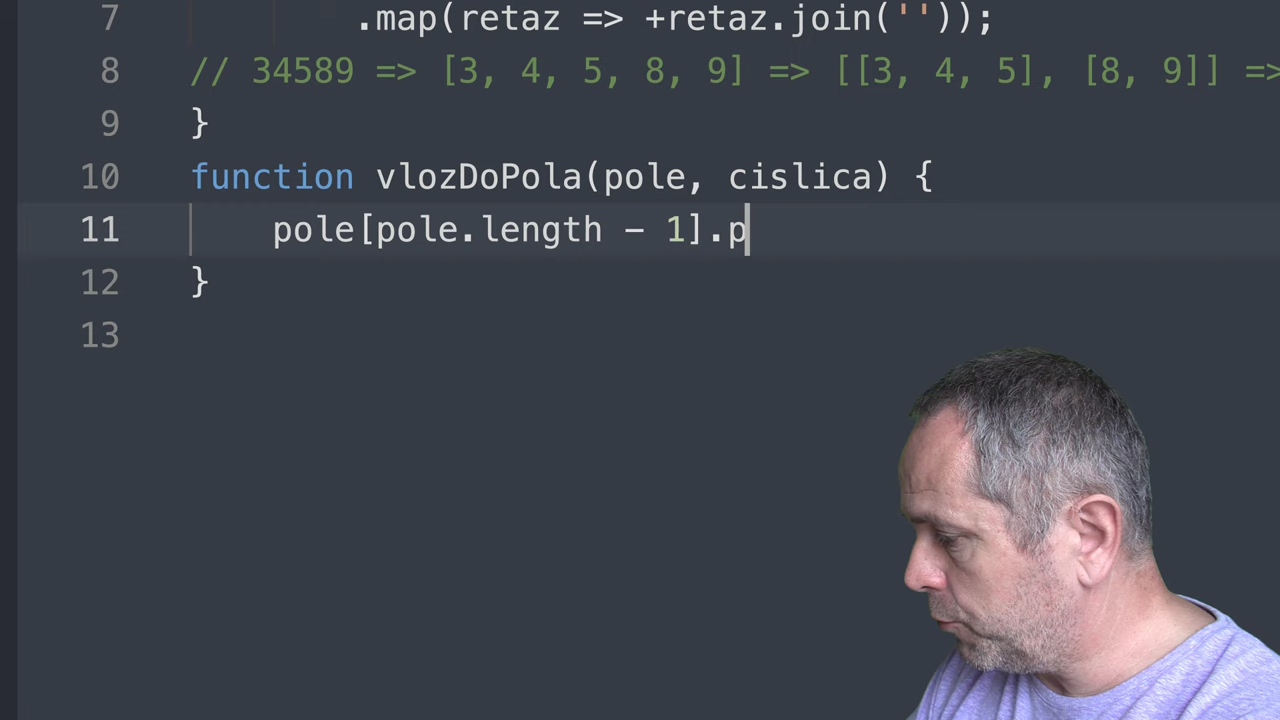 7 .map(retaz => +retaz.join(''));
8 // 34589 => [3, 4, 5, 8, 9] => [[3, 4, 5], [8, 9]] =>
9 }
10 function vlozDoPola(pole, cislica) {
11 pole[pole.length - 1].p
12 }
13